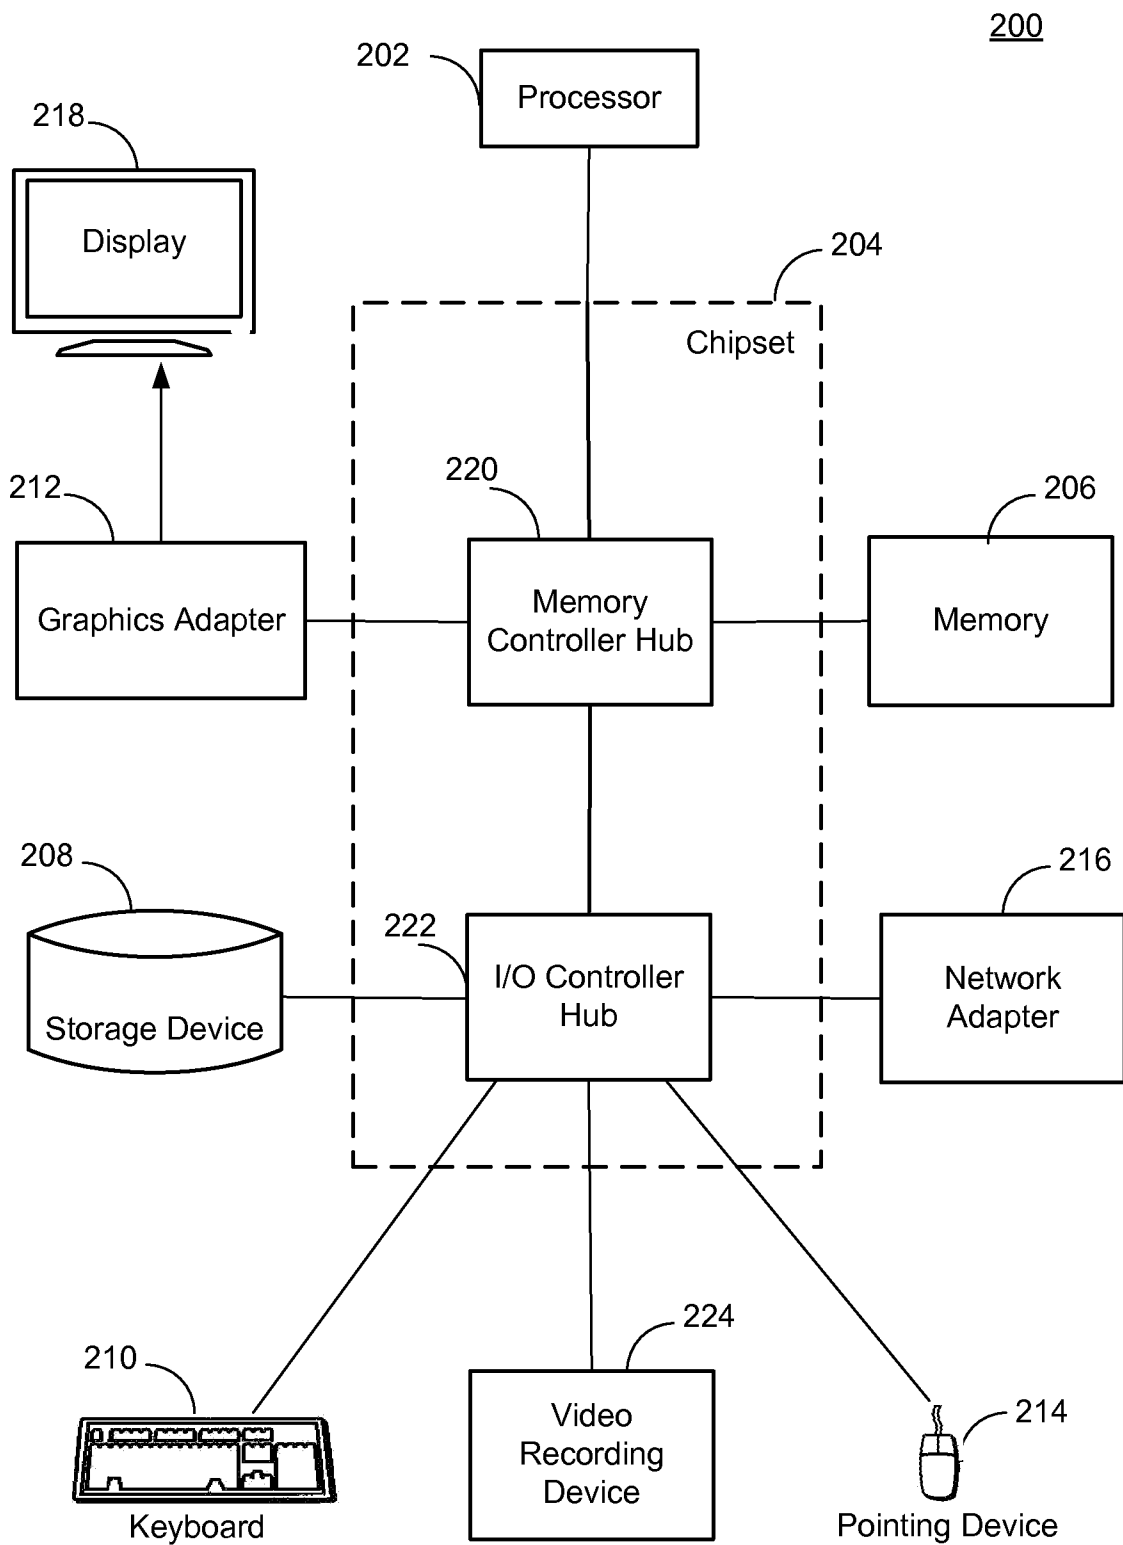 200
202
Processor
218
Display
204
Chipset
220
212
206
Graphics Adapter
Memory
Controller Hub
Memory
208
216
222
I/O Controller
Hub
Network
Adapter
Storage Device
224
210
214
Video
Recording
Device
Keyboard
Pointing Device